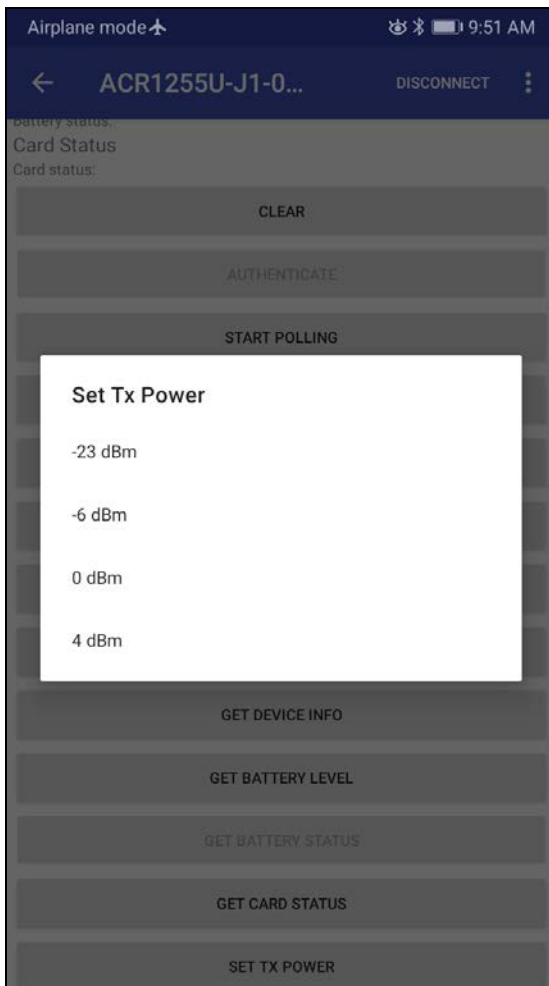 Airplane mode 9:51 AM
ACR1255U-J1-0... DISCONNECT
Battery status:
Card Status
Card status:
CLEAR
AUTHENTICATE
START POLLING
Set Tx Power
-23 dBm
-6 dBm
0 dBm
4 dBm
GET DEVICE INFO
GET BATTERY LEVEL
GET BATTERY STATUS
GET CARD STATUS
SET TX POWER